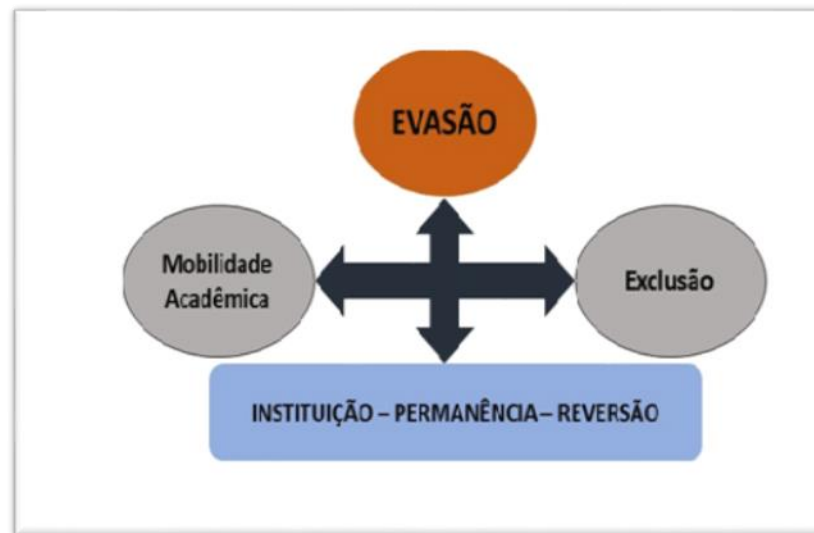 EVASÃO
Mobilidade
Acadêmica
Exclusão
INSTITUIÇÃO – PERMANÊNCIA– REVERSÃO